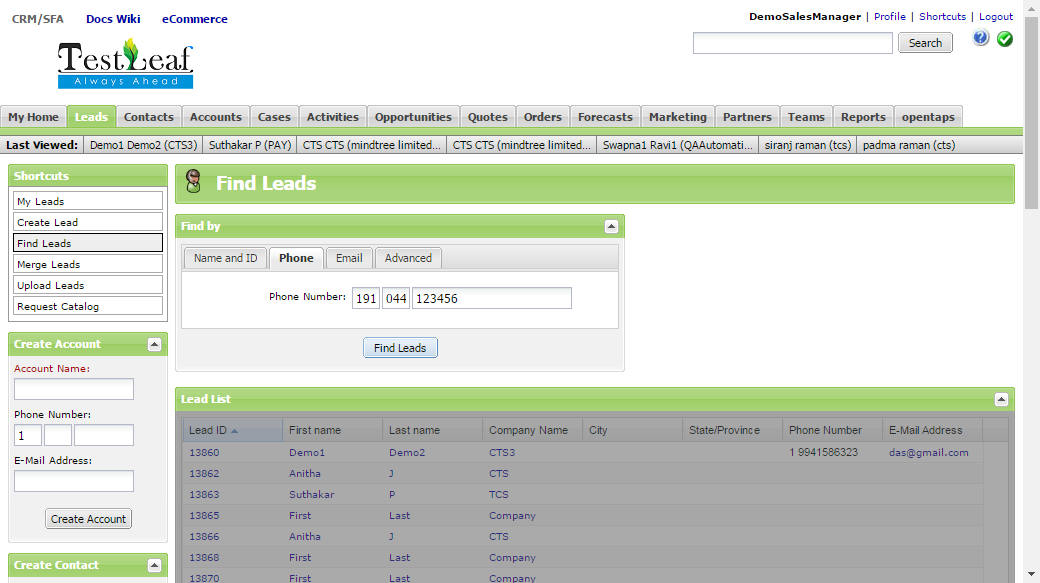 CRM/SFA Docs Wiki eCommerce
DemoSalesManager | Profile | Shortcuts | Logout
Search
TestLeaf
Always Ahead
My Home Leads Contacts Accounts Cases Activities Opportunities Quotes Orders Forecasts Marketing Partners Teams Reports opentaps
Last Viewed: Demo1 Demo2 (CTS3) Suthakar P (PAY) CTS CTS (mindtree limited... CTS CTS (mindtree limited... Swapna1 Ravi1 (QAAutomati... siranj raman (tcs) padma raman (cts)
Shortcuts
My Leads
Create Lead
Find Leads
Merge Leads
Upload Leads
Request Catalog
Create Account
Account Name:
Phone Number:
1
E-Mail Address:
Create Account
Create Contact
Find Leads
Find by
Name and ID Phone Email Advanced
Phone Number: 191 044 123456
Find Leads
Lead List
Lead ID First name Last name Company Name City State/Province Phone Number E-Mail Address
13860 Demo1 Demo2 CTS3 1 9941586323 das@gmail.com
13862 Anitha J CTS
13863 Suthakar P TCS
13865 First Last Company
13866 Anitha J CTS
13868 First Last Company
13870 First Last Company